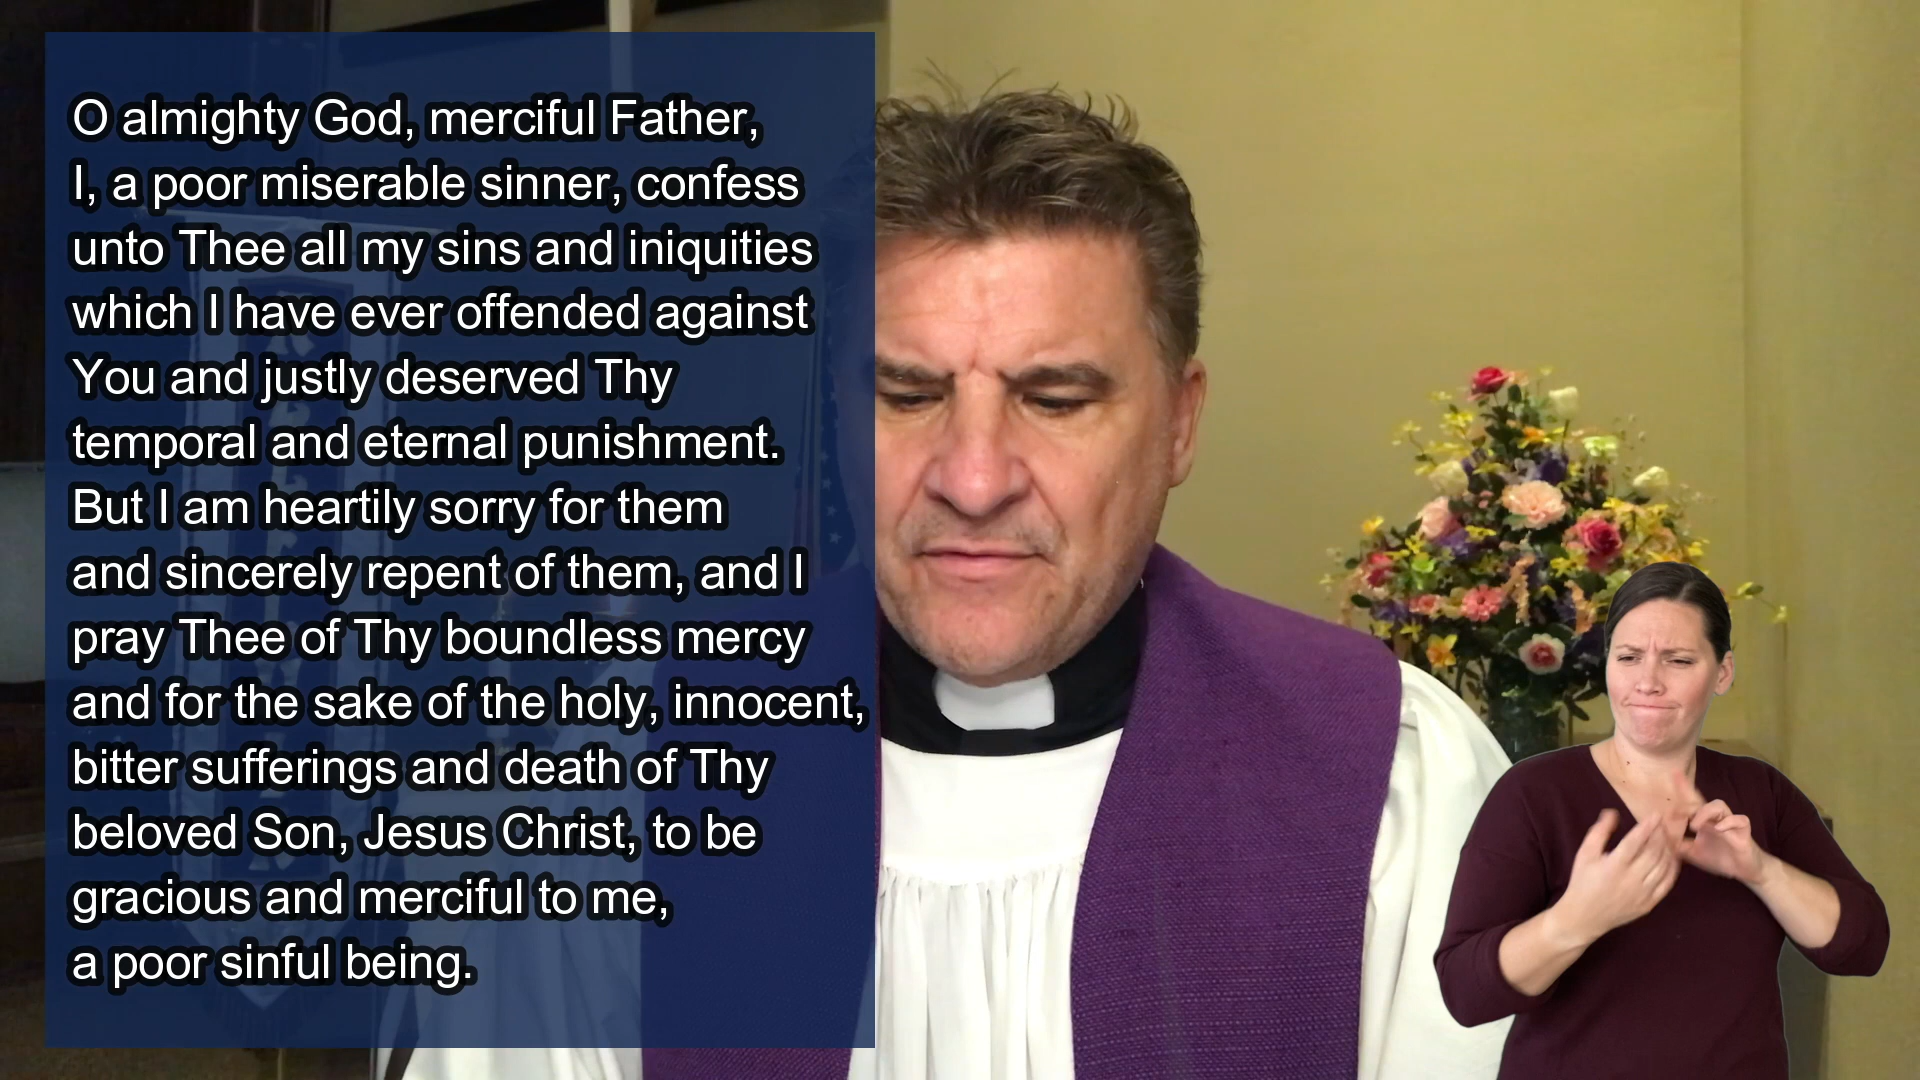 O almighty God, merciful Father,
I, a poor miserable sinner, confess
unto Thee all my sins and iniquities
which I have ever offended against
You and justly deserved Thy
temporal and eternal punishment.
But I am heartily sorry for them
and sincerely repent of them, and I
pray Thee of Thy boundless mercy
and for the sake of the holy, innocent,
bitter sufferings and death of Thy
beloved Son, Jesus Christ, to be
gracious and merciful to me,
a poor sinful being.